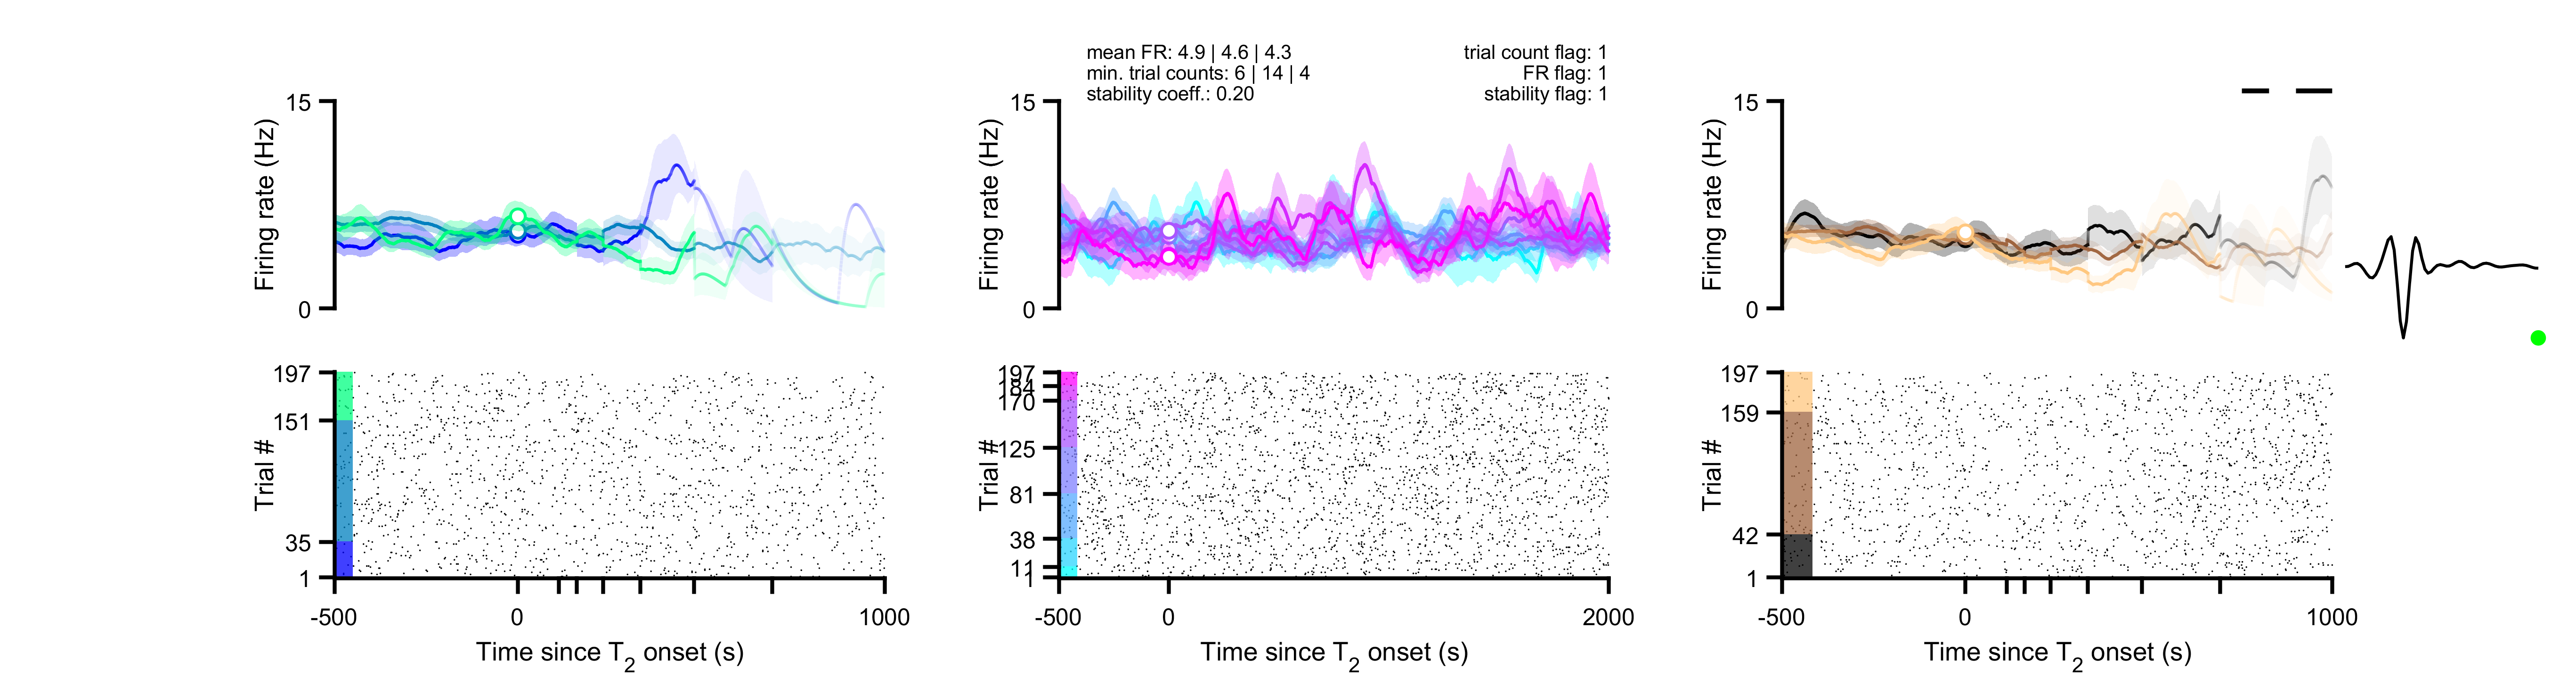 mean FR: 4.9 | 4.6 | 4.3
min. trial counts: 6 | 14 | 4
stability coeff.: 0.20
trial count flag: 1
FR flag: 1
stability flag: 1
15
Firing rate (Hz)
0
15
Firing rate (Hz)
0
15
Firing rate (Hz)
0
197
151
Trial #
35
1
-500
0
1000
Time since T2 onset (s)
197
184
170
125
Trial #
81
38
11
1
-500
0
2000
Time since T2 onset (s)
197
159
Trial #
42
1
-500
0
1000
Time since T2 onset (s)